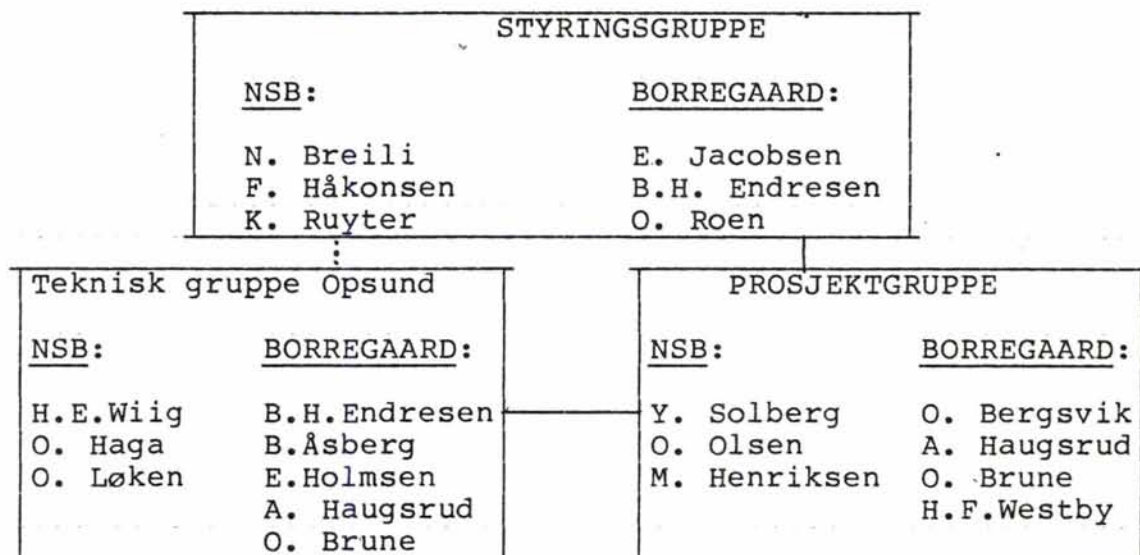 STYRINGSGRUPPE
NSB: BORREGAARD:
N. Breili E. Jacobsen
F. Håkonsen B.H. Endresen
K. Ruyter O. Roen
Teknisk gruppe Opsund
NSB: BORREGAARD:
H.E.Wiig B.H.Endresen
O. Haga B.Åsberg
O. Løken E.Holmsen
A. Haugsrud
O. Brune
PROSJEKTGRUPPE
NSB: BORREGAARD:
Y. Solberg O. Bergsvik
O. Olsen A. Haugsrud
M. Henriksen O. Brune
H.F.Westby